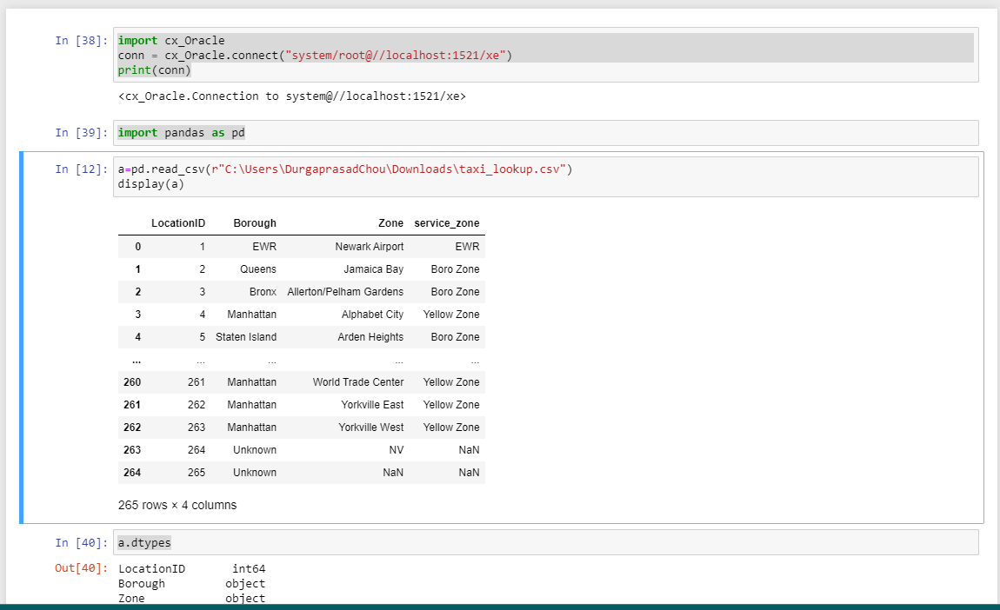 In [38]: import cx_Oracle
conn = cx_Oracle.connect("system/root@//localhost:1521/xe")
print(conn)
<cx_Oracle.Connection to system@//localhost:1521/xe>
In [39]: import pandas as pd
In [12]: a=pd.read_csv(r"C:\Users\DurgaprasadChou\Downloads\taxi_lookup.csv")
display(a)
LocationID Borough Zone service_zone
0 1 EWR Newark Airport EWR
1 2 Queens Jamaica Bay Boro Zone
2 3 Bronx Allerton/Pelham Gardens Boro Zone
3 4 Manhattan Alphabet City Yellow Zone
4 5 Staten Island Arden Heights Boro Zone
... ... ... ... ...
260 261 Manhattan World Trade Center Yellow Zone
261 262 Manhattan Yorkville East Yellow Zone
262 263 Manhattan Yorkville West Yellow Zone
263 264 Unknown NV NaN
264 265 Unknown NaN NaN
265 rows × 4 columns
In [40]: a.dtypes
Out[40]: LocationID int64
Borough object
Zone object